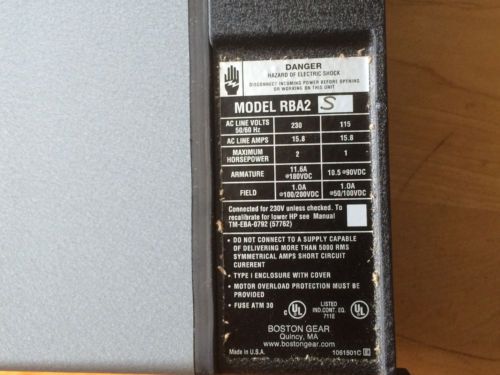 DANGER
HAZARD OF ELECTRIC SHOCK
DISCONNECT INCOMING POWER BEFORE OPENING
OR WORKING ON THIS UNIT
MODEL RBA2 S
AC LINE VOLTS 50/60 Hz 230 115
AC LINE AMPS 15.8 15.8
MAXIMUM HORSEPOWER 2 1
ARMATURE 11.6A @180VDC 10.5 @90VDC
FIELD 1.0A @100/200VDC 1.0A @50/100VDC
Connected for 230V unless checked. To
recalibrate for lower HP see Manual
TM-EBA-0792 (57762)
• DO NOT CONNECT TO A SUPPLY CAPABLE
OF DELIVERING MORE THAN 5000 RMS
SYMMETRICAL AMPS SHORT CIRCUIT
CURERENT
• TYPE I ENCLOSURE WITH COVER
• MOTOR OVERLOAD PROTECTION MUST BE
PROVIDED
• FUSE ATM 30
C UL
LISTED
IND.CONT. EQ.
711E
UL
BOSTON GEAR
Quincy, MA
www.bostongear.com
Made in U.S.A. 1061501C E